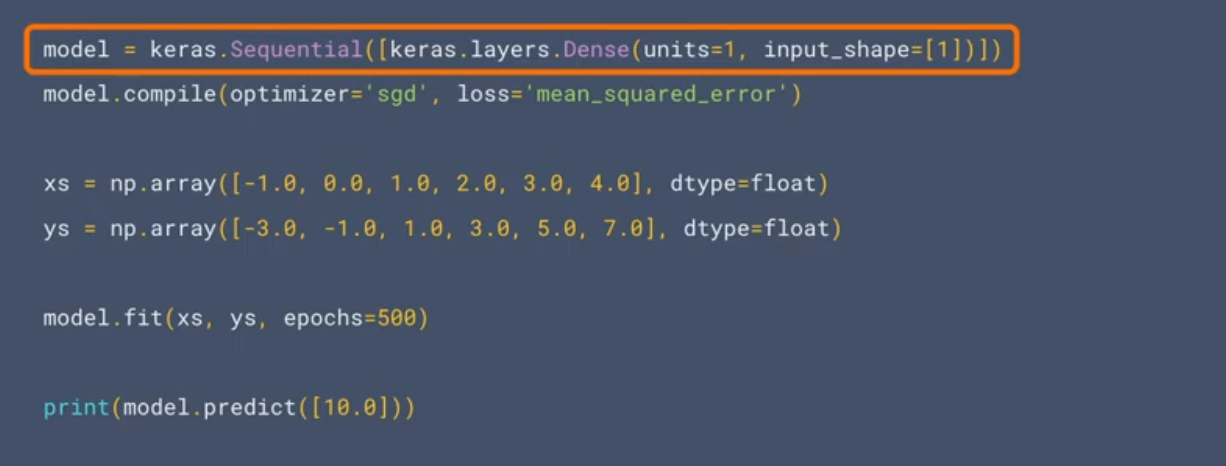 model = keras.Sequential([keras.layers.Dense(units=1, input_shape=[1])])
model.compile(optimizer='sgd', loss='mean_squared_error')
xs = np.array([-1.0, 0.0, 1.0, 2.0, 3.0, 4.0], dtype=float)
ys = np.array([-3.0, -1.0, 1.0, 3.0, 5.0, 7.0], dtype=float)
model.fit(xs, ys, epochs=500)
print(model.predict([10.0]))